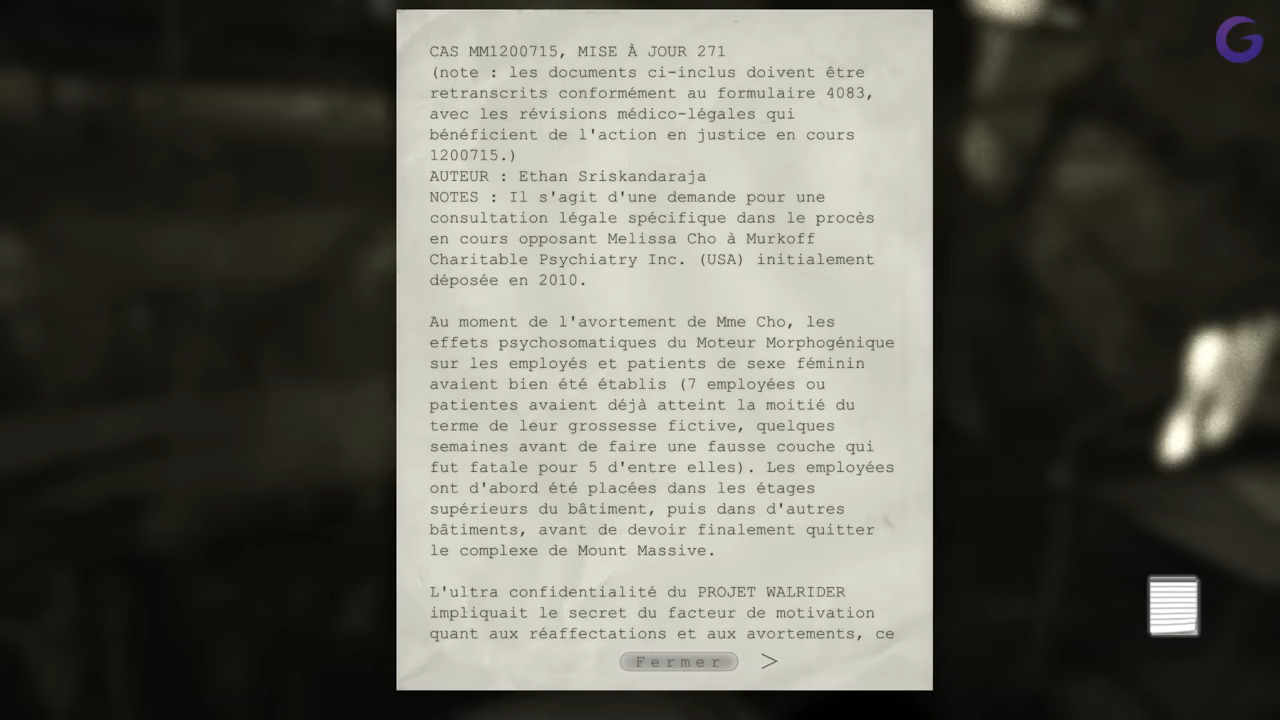 CAS MM1200715, MISE À JOUR 271
(note : les documents ci-inclus doivent être
retranscrits conformément au formulaire 4083,
avec les révisions médico-légales qui
bénéficient de l'action en justice en cours
1200715.)
AUTEUR : Ethan Sriskandaraja
NOTES : Il s'agit d'une demande pour une
consultation légale spécifique dans le procès
en cours opposant Melissa Cho à Murkoff
Charitable Psychiatry Inc. (USA) initialement
déposée en 2010.
Au moment de l'avortement de Mme Cho, les
effets psychosomatiques du Moteur Morphogénique
sur les employés et patients de sexe féminin
avaient bien été établis (7 employées ou
patientes avaient déjà atteint la moitié du
terme de leur grossesse fictive, quelques
semaines avant de faire une fausse couche qui
fut fatale pour 5 d'entre elles). Les employées
ont d'abord été placées dans les étages
supérieurs du bâtiment, puis dans d'autres
bâtiments, avant de devoir finalement quitter
le complexe de Mount Massive.
L'ultra confidentialité du PROJET WALRIDER
impliquait le secret du facteur de motivation
quant aux réaffectations et aux avortements, ce
Fermer >